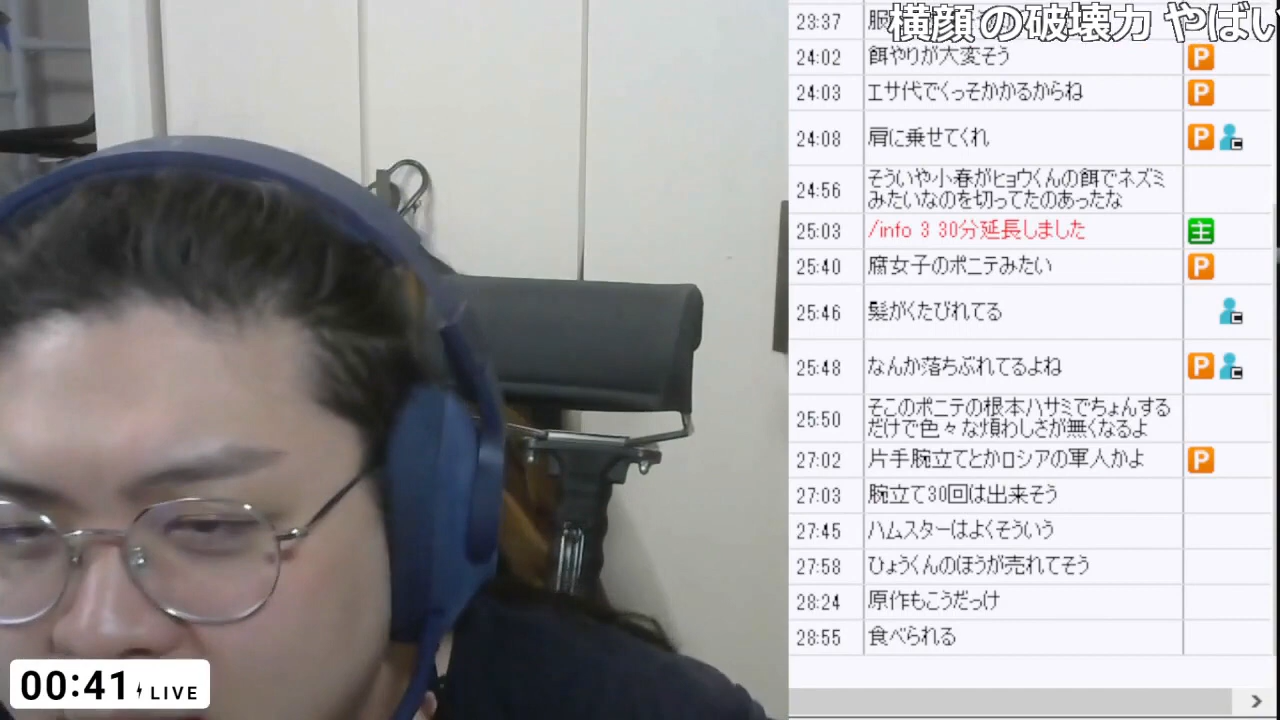 横顔の破壊力 やばい
23:37 服
24:02 餌やりが大変そう P
24:03 エサ代でくっそかかるからね P
24:08 肩に乗せてくれ P
24:56 そういや小春がヒョウくんの餌でネズミ
みたいなのを切ってたのあったな
25:03 /info 3 30分延長しました 主
25:40 腐女子のポニテみたい P
25:46 髪がくたびれてる
25:48 なんか落ちぶれてるよね P
25:50 そこのポニテの根本ハサミでちょんする
だけで色々な煩わしさが無くなるよ
27:02 片手腕立てとかロシアの軍人かよ P
27:03 腕立て30回は出来そう
27:45 ハムスターはよくそういう
27:58 ひょうくんのほうが売れてそう
28:24 原作もこうだっけ
28:55 食べられる
00:41 LIVE